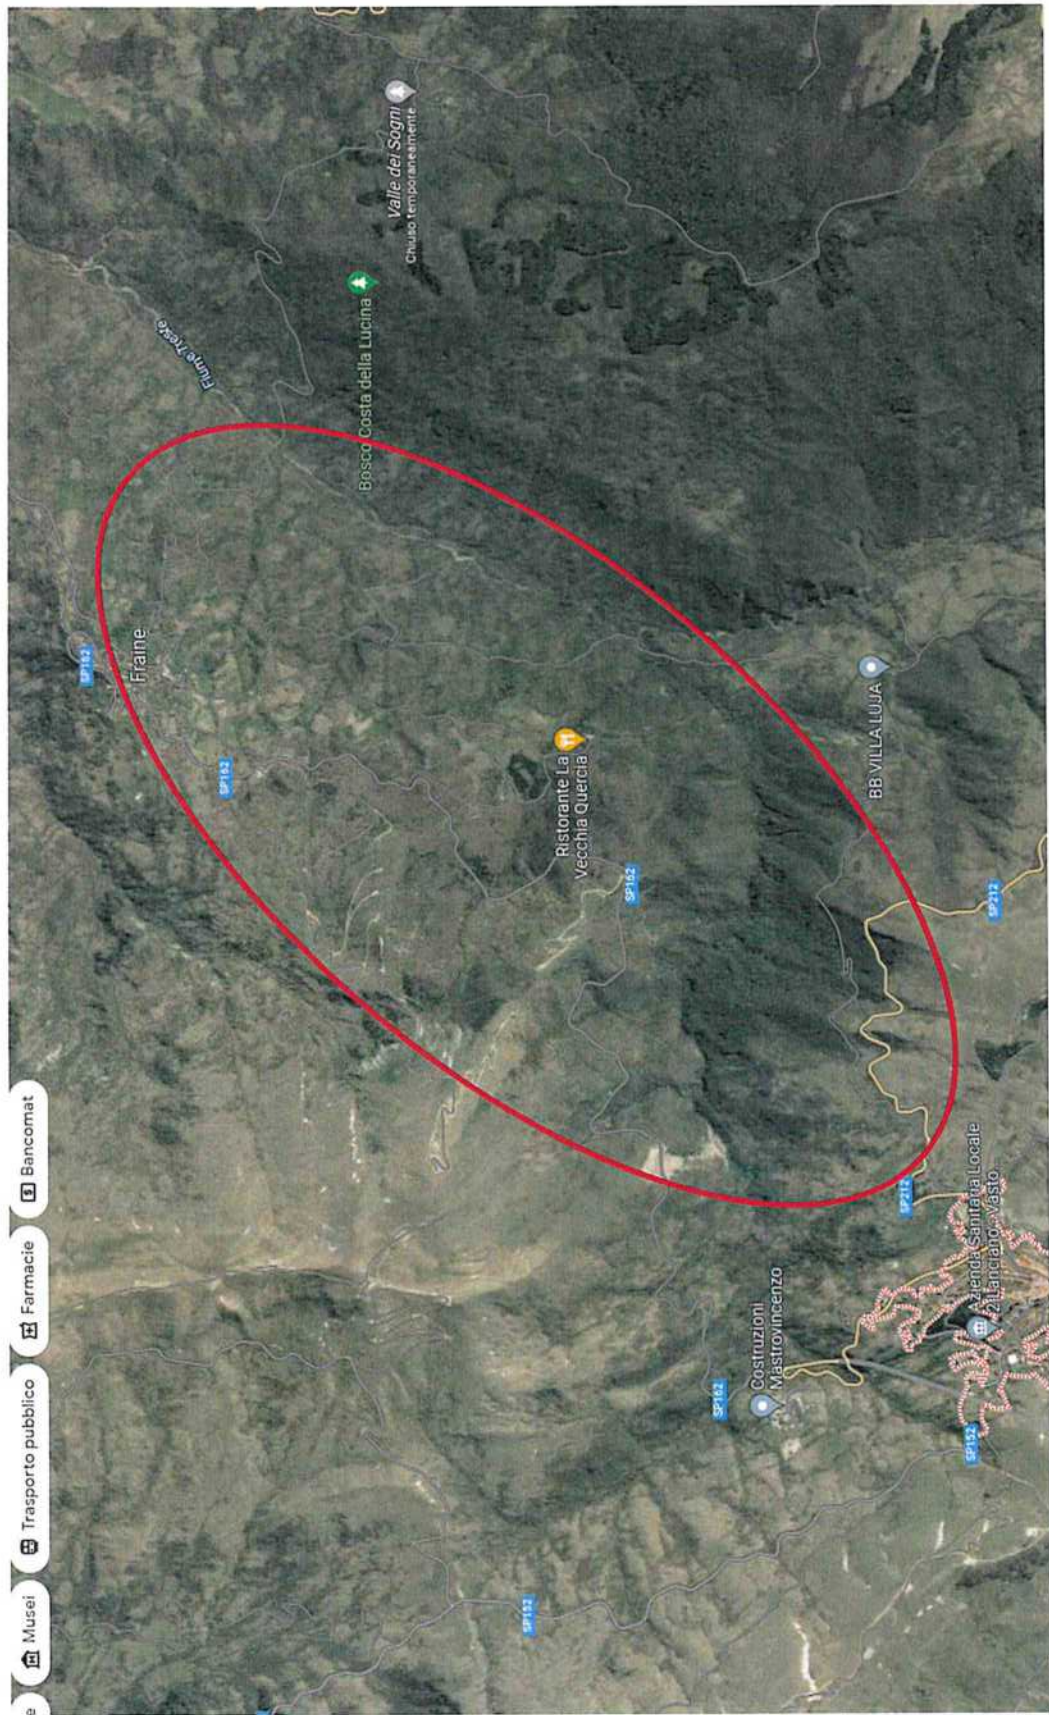 e
Musei
Trasporto pubblico
Farmacie
Bancomat
SP162
Fraine
SP162
Fiume Treste
Valle dei Sogni
Chiuso temporaneamente
Bosco Costa della Lucina
SP152
Ristorante La
Vecchia Quercia
SP162
SP162
Costruzioni
Mastrovincenzo
BB VILLA LUJA
SP212
SP152
Azienda Sanitaria Locale
2 Lanciano - Vasto...
SP212